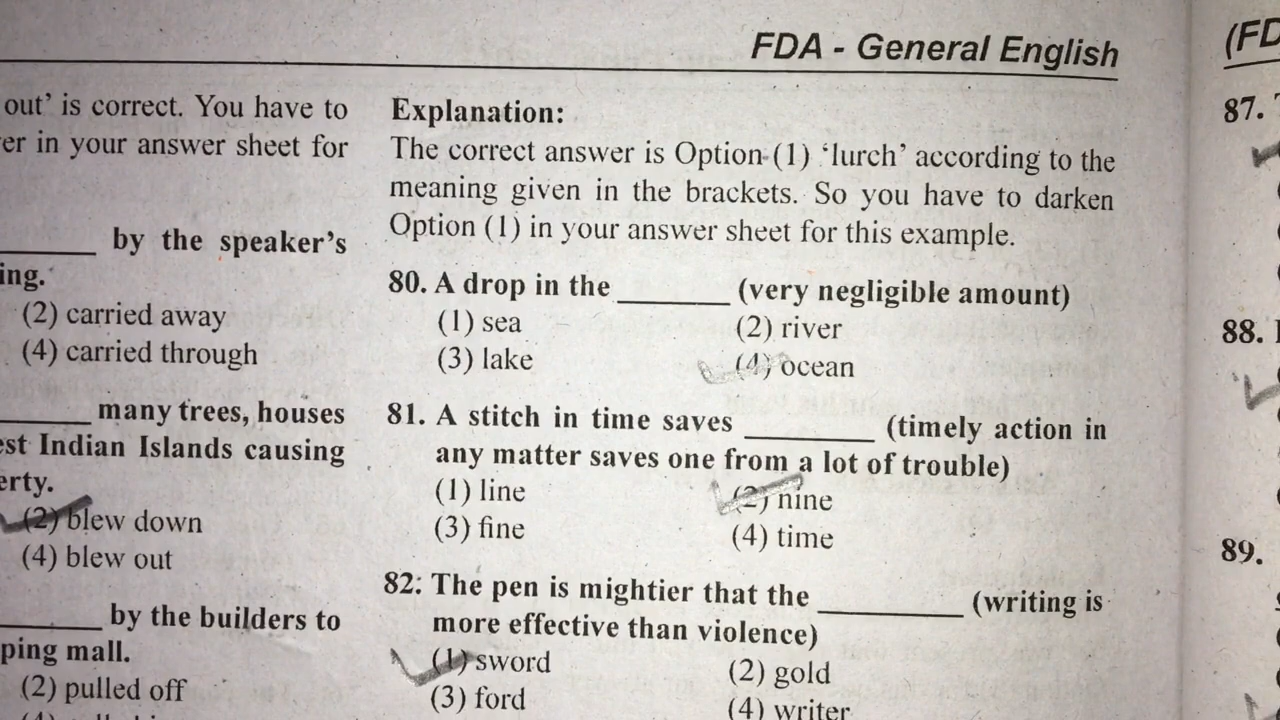 FDA - General English
(FD
out’ is correct. You have to
er in your answer sheet for
______ by the speaker’s
ing.
(2) carried away
(4) carried through
______ many trees, houses
est Indian Islands causing
erty.
(2) blew down
(4) blew out
______ by the builders to
ping mall.
(2) pulled off
Explanation:
The correct answer is Option-(1) ‘lurch’ according to the
meaning given in the brackets. So you have to darken
Option (1) in your answer sheet for this example.
80. A drop in the ______ (very negligible amount)
(1) sea (2) river
(3) lake (4) ocean
81. A stitch in time saves ______ (timely action in
any matter saves one from a lot of trouble)
(1) line (2) nine
(3) fine (4) time
82. The pen is mightier that the ______ (writing is
more effective than violence)
(1) sword (2) gold
(3) ford (4) writer
87.
88.
89.